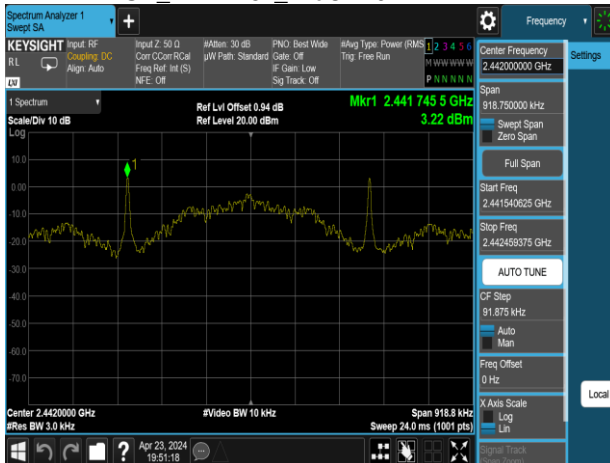 Spectrum Analyzer 1
Swept SA
+
Frequency
KEYSIGHT
RL
LXI
Input: RF
Coupling: DC
Align: Auto
Input Z: 50 Ω
Corr CCorr RCal
Freq Ref: Int (S)
NFE: Off
#Atten: 30 dB
µW Path: Standard
PNO: Best Wide
Gate: Off
IF Gain: Low
Sig Track: Off
#Avg Type: Power (RMS
Trig: Free Run
1 2 3 4 5 6
M W W W W W
P N N N N N
Center Frequency
2.442000000 GHz
Settings
Span
918.750000 kHz
Swept Span
Zero Span
Full Span
Start Freq
2.441540625 GHz
Stop Freq
2.442459375 GHz
AUTO TUNE
CF Step
91.875 kHz
Auto
Man
Freq Offset
0 Hz
X Axis Scale
Log
Lin
Signal Track
(Span Zoom)
Local
1 Spectrum
Scale/Div 10 dB
Log
Ref Lvl Offset 0.94 dB
Ref Level 20.00 dBm
Mkr1 2.441 745 5 GHz
3.22 dBm
1
10.0
0.00
-10.0
-20.0
-30.0
-40.0
-50.0
-60.0
-70.0
Center 2.4420000 GHz
#Res BW 3.0 kHz
#Video BW 10 kHz
Span 918.8 kHz
Sweep 24.0 ms (1001 pts)
?
Apr 23, 2024
19:51:18